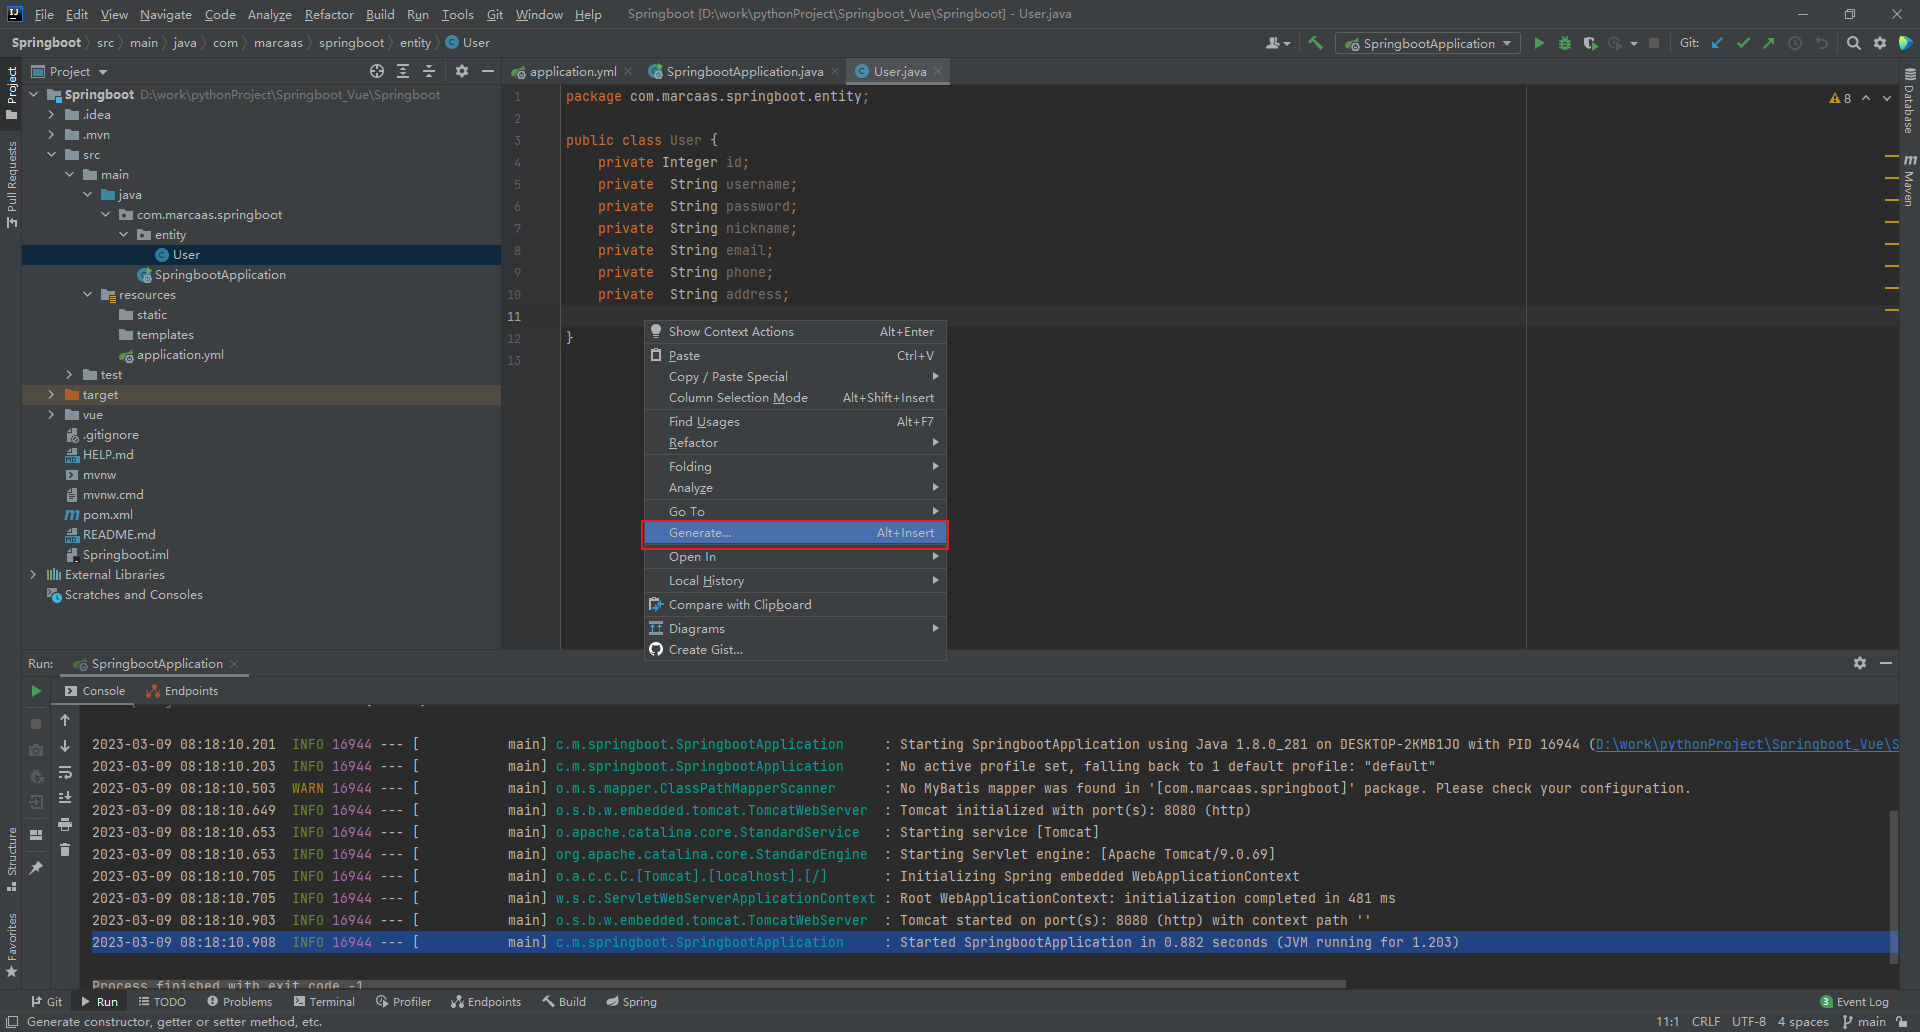 File Edit View Navigate Code Analyze Refactor Build Run Tools Git Window Help Springboot [D:\work\pythonProject\Springboot_Vue\Springboot] - User.java
Springboot src main java com marcaas springboot entity User
SpringbootApplication Git:
Project
application.yml SpringbootApplication.java User.java
Project
Pull Requests
Structure
Favorites
Database
Maven
Springboot D:\work\pythonProject\Springboot_Vue\Springboot
.idea
.mvn
src
main
java
com.marcaas.springboot
entity
User
SpringbootApplication
resources
static
templates
application.yml
test
target
vue
.gitignore
HELP.md
mvnw
mvnw.cmd
pom.xml
README.md
Springboot.iml
External Libraries
Scratches and Consoles
1 package com.marcaas.springboot.entity;
8
2
3 public class User {
4 private Integer id;
5 private  String username;
6 private  String password;
7 private  String nickname;
8 private  String email;
9 private  String phone;
10 private  String address;
11
12 }
13
Show Context Actions Alt+Enter
Paste Ctrl+V
Copy / Paste Special
Column Selection Mode Alt+Shift+Insert
Find Usages Alt+F7
Refactor
Folding
Analyze
Go To
Generate... Alt+Insert
Open In
Local History
Compare with Clipboard
Diagrams
Create Gist...
Run: SpringbootApplication
Console Endpoints
2023-03-09 08:18:10.201  INFO 16944 --- [           main] c.m.springboot.SpringbootApplication     : Starting SpringbootApplication using Java 1.8.0_281 on DESKTOP-2KMB1JO with PID 16944 (D:\work\pythonProject\Springboot_Vue\S
2023-03-09 08:18:10.203  INFO 16944 --- [           main] c.m.springboot.SpringbootApplication     : No active profile set, falling back to 1 default profile: "default"
2023-03-09 08:18:10.503  WARN 16944 --- [           main] o.m.s.mapper.ClassPathMapperScanner      : No MyBatis mapper was found in '[com.marcaas.springboot]' package. Please check your configuration.
2023-03-09 08:18:10.649  INFO 16944 --- [           main] o.s.b.w.embedded.tomcat.TomcatWebServer  : Tomcat initialized with port(s): 8080 (http)
2023-03-09 08:18:10.653  INFO 16944 --- [           main] o.apache.catalina.core.StandardService   : Starting service [Tomcat]
2023-03-09 08:18:10.653  INFO 16944 --- [           main] org.apache.catalina.core.StandardEngine  : Starting Servlet engine: [Apache Tomcat/9.0.69]
2023-03-09 08:18:10.705  INFO 16944 --- [           main] o.a.c.c.C.[Tomcat].[localhost].[/]       : Initializing Spring embedded WebApplicationContext
2023-03-09 08:18:10.705  INFO 16944 --- [           main] w.s.c.ServletWebServerApplicationContext : Root WebApplicationContext: initialization completed in 481 ms
2023-03-09 08:18:10.903  INFO 16944 --- [           main] o.s.b.w.embedded.tomcat.TomcatWebServer  : Tomcat started on port(s): 8080 (http) with context path ''
2023-03-09 08:18:10.908  INFO 16944 --- [           main] c.m.springboot.SpringbootApplication     : Started SpringbootApplication in 0.882 seconds (JVM running for 1.203)
Process finished with exit code -1
Git Run TODO Problems Terminal Profiler Endpoints Build Spring 3 Event Log
Generate constructor, getter or setter method, etc. 11:1 CRLF UTF-8 4 spaces main